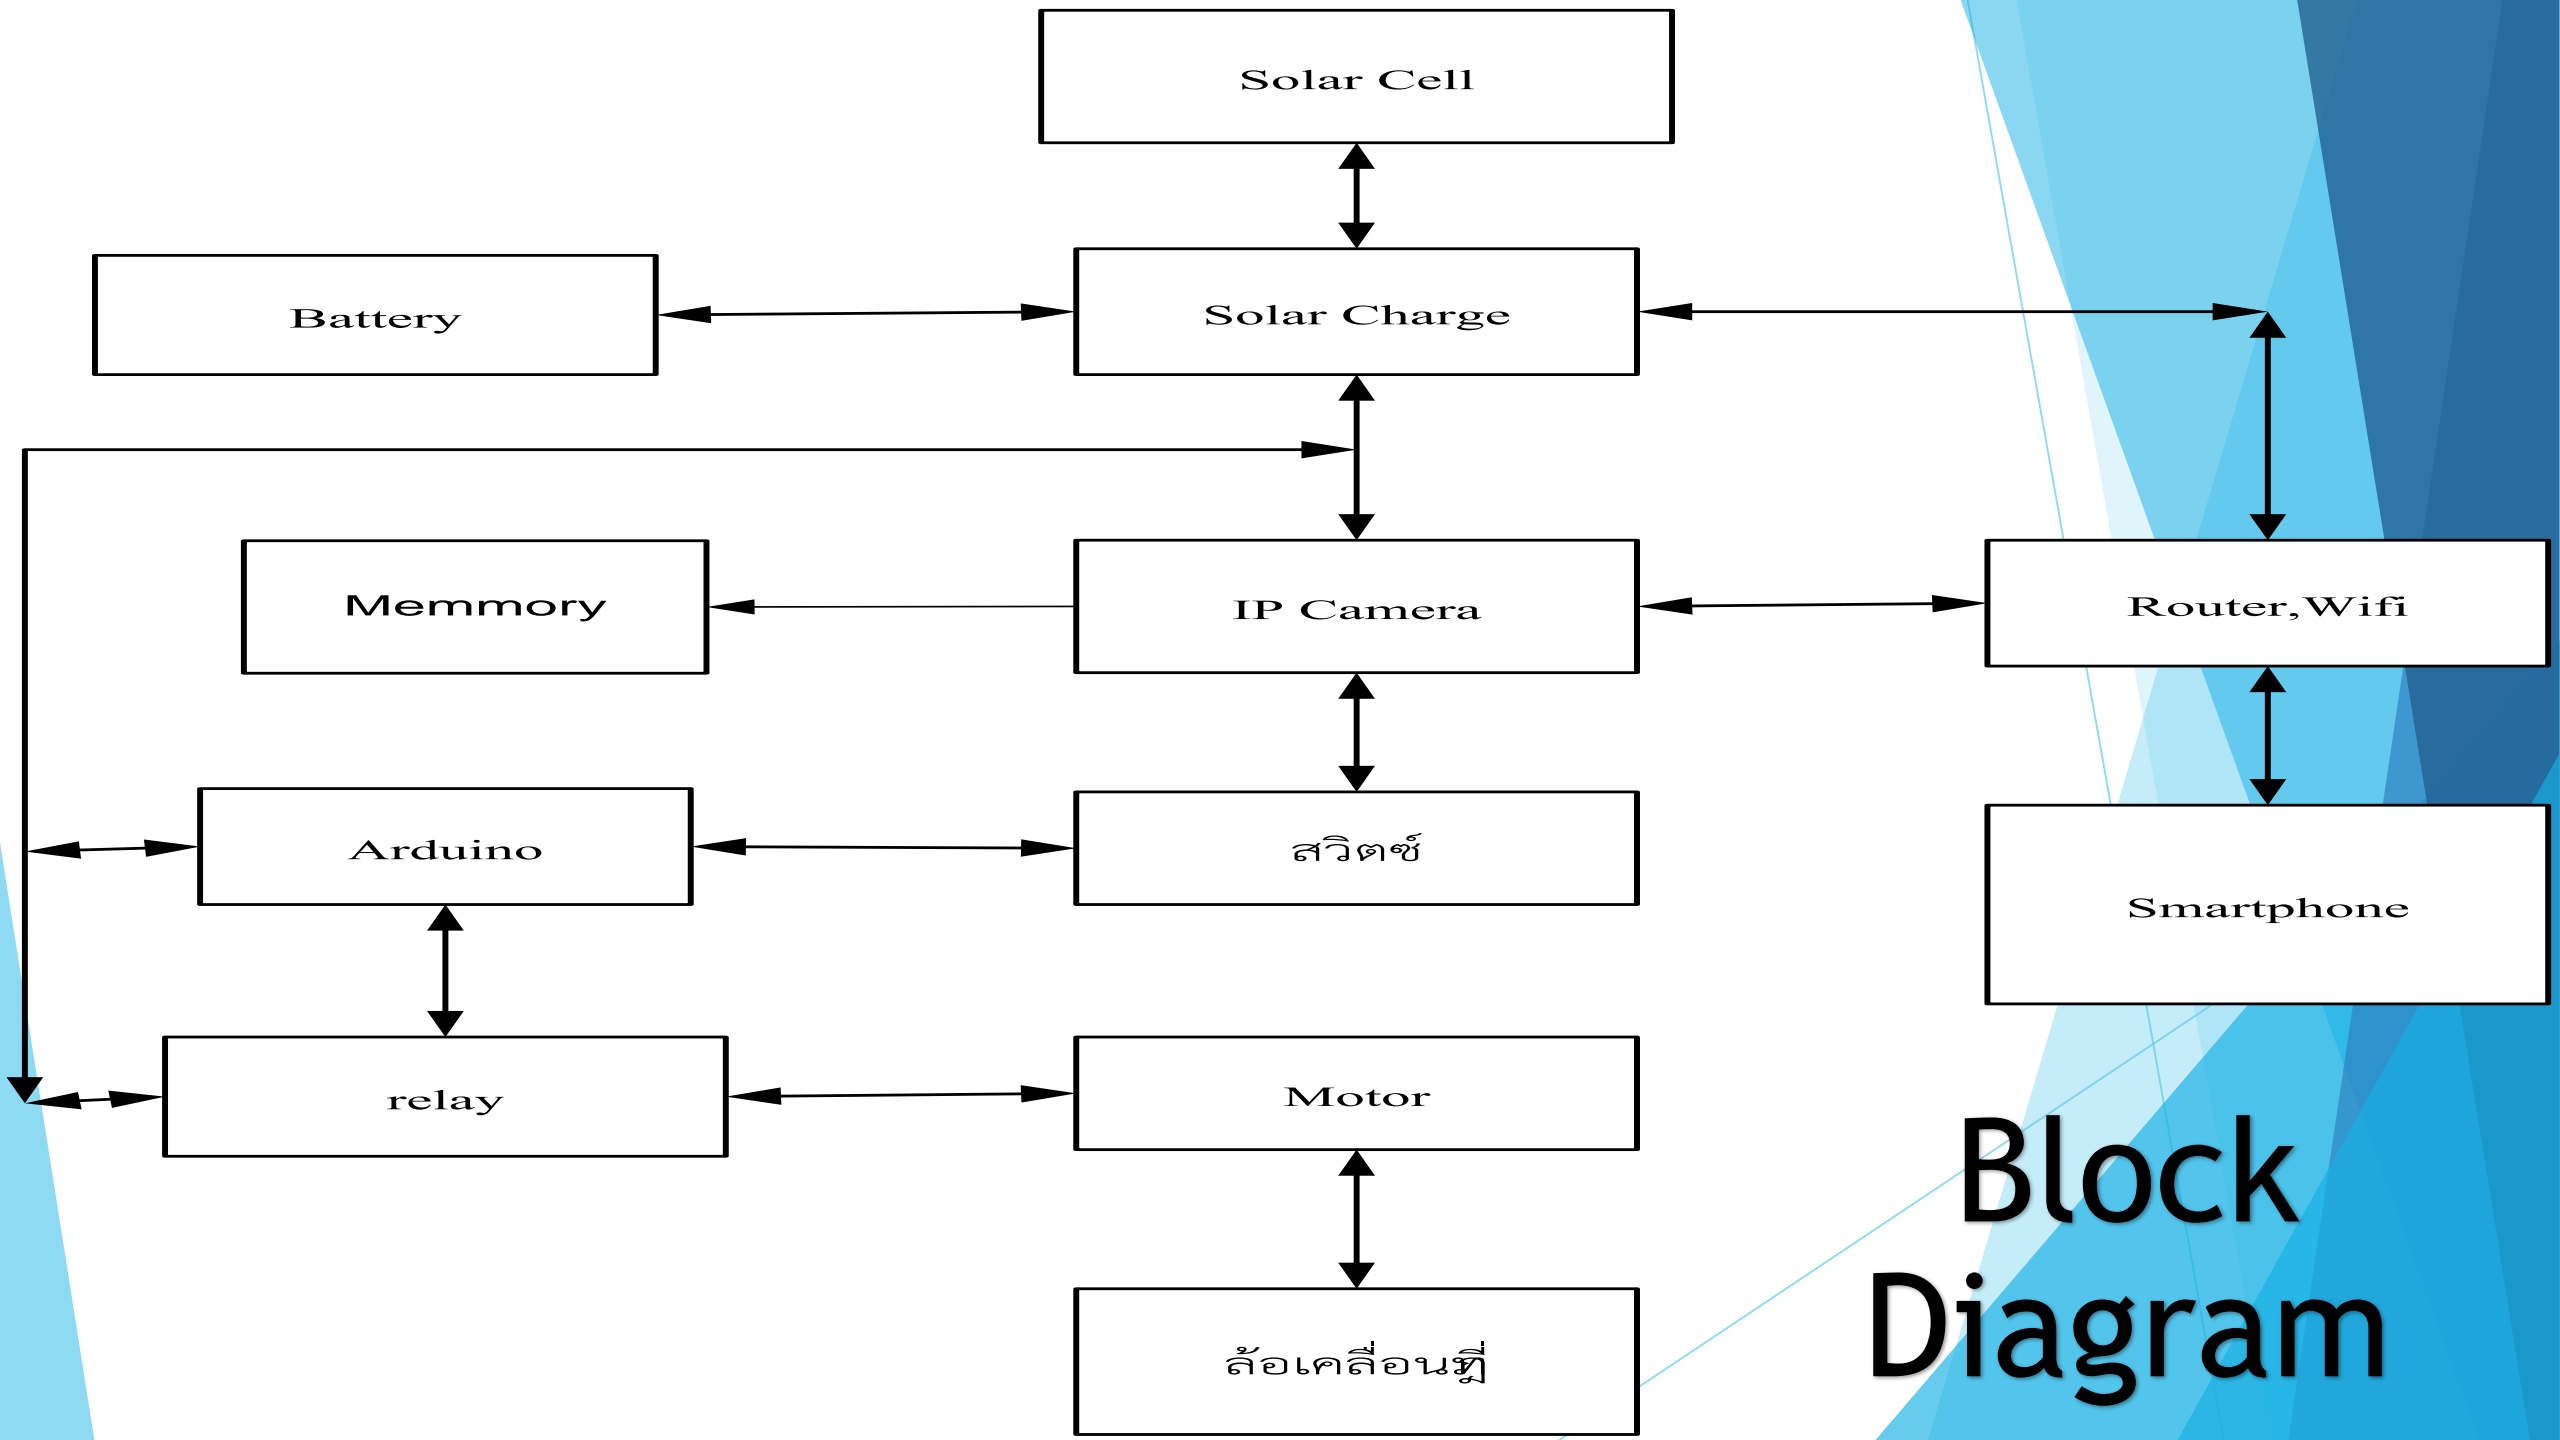 Solar Cell
Battery
Solar Charge
Memmory
IP Camera
Router,Wifi
Arduino
สวิตซ์
Smartphone
relay
Motor
ล้อเคลื่อนที่
Block
Diagram